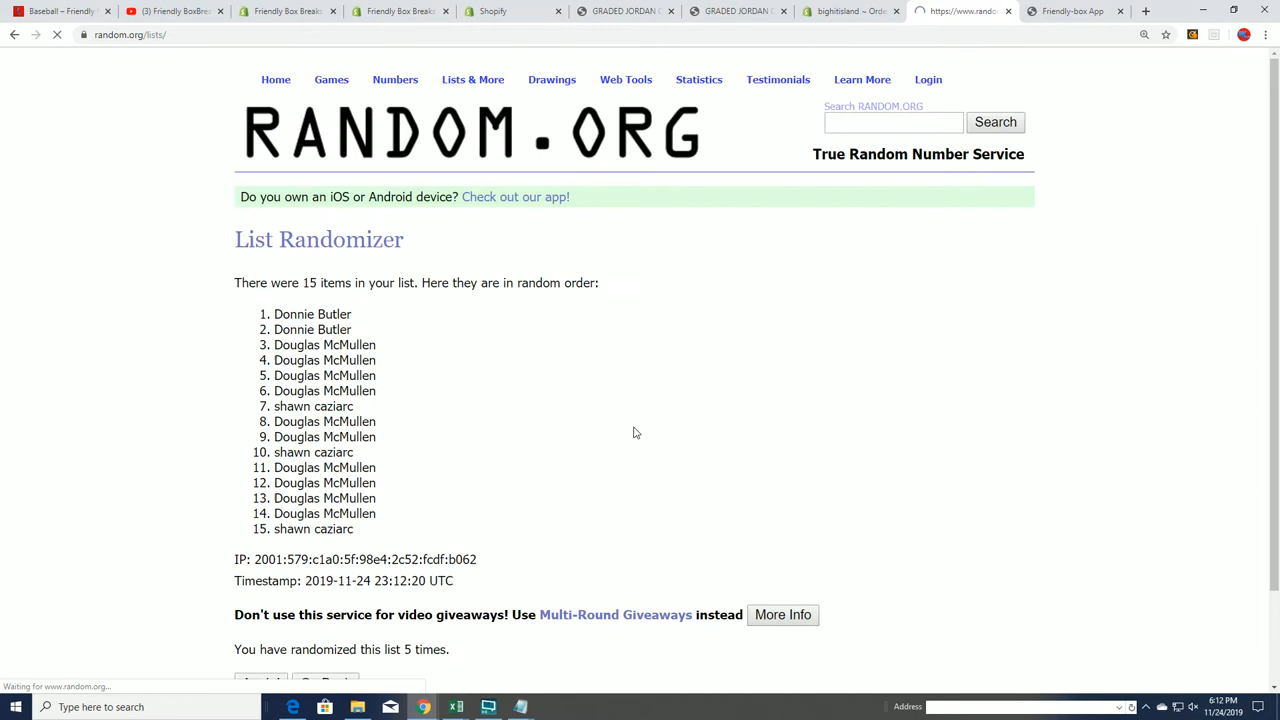 Baseball – Friendly
(3) Friendly BoxBre
Friendly Box Breaks
Friendly Box Breaks
Shopify
GRADED JORDAN C
GRADED JORDAN C
bightisland ~ Orde
https://www.rando
Friendly-box App
random.org/lists/
Home
Games
Numbers
Lists & More
Drawings
Web Tools
Statistics
Testimonials
Learn More
Login
RANDOM.ORG
Search RANDOM.ORG
Search
True Random Number Service
Do you own an iOS or Android device? Check out our app!
List Randomizer
There were 15 items in your list. Here they are in random order:
1. Donnie Butler
2. Donnie Butler
3. Douglas McMullen
4. Douglas McMullen
5. Douglas McMullen
6. Douglas McMullen
7. shawn caziarc
8. Douglas McMullen
9. Douglas McMullen
10. shawn caziarc
11. Douglas McMullen
12. Douglas McMullen
13. Douglas McMullen
14. Douglas McMullen
15. shawn caziarc
IP: 2001:579:c1a0:5f:98e4:2c52:fcdf:b062
Timestamp: 2019-11-24 23:12:20 UTC
Don't use this service for video giveaways! Use Multi-Round Giveaways instead
More Info
You have randomized this list 5 times.
Waiting for www.random.org...
Type here to search
Address
6:12 PM
11/24/2019